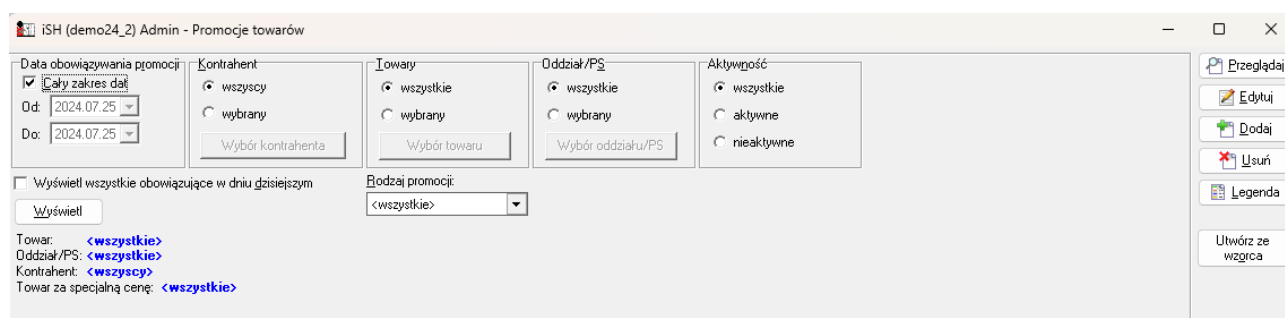 iSH (demo24_2) Admin - Promocje towarów
Data obowiązywania promocji
Cały zakres dat
Od: 2024.07.25
Do: 2024.07.25
Kontrahent
wszyscy
wybrany
Wybór kontrahenta
Towary
wszystkie
wybrany
Wybór towaru
Oddział/PS
wszystkie
wybrany
Wybór oddziału/PS
Aktywność
wszystkie
aktywne
nieaktywne
Wyświetl wszystkie obowiązujące w dniu dzisiejszym
Rodzaj promocji:
<wszystkie>
Wyświetl
Towar: <wszystkie>
Oddział/PS: <wszystkie>
Kontrahent: <wszyscy>
Towar za specjalną cenę: <wszystkie>
Przeglądaj
Edytuj
Dodaj
Usuń
Legenda
Utwórz ze
wzorca